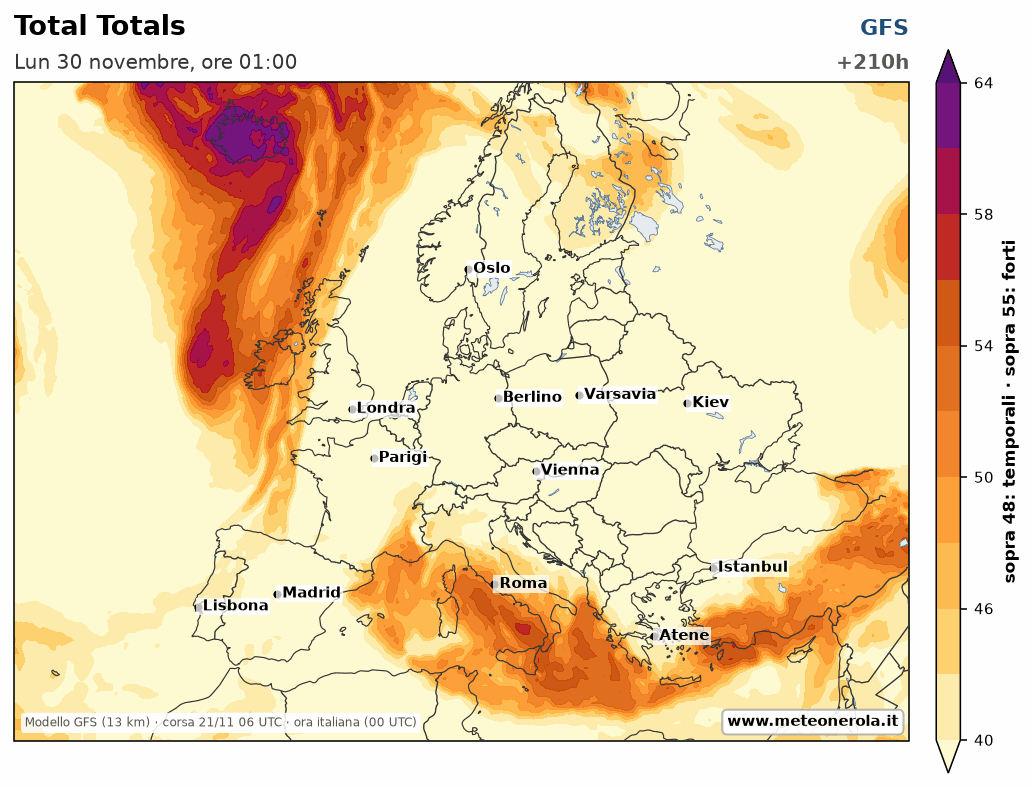 Total Totals
GFS
Lun 30 novembre, ore 01:00
+210h
64
58
54
50
46
40
sopra 48: temporali · sopra 55: forti
Oslo
Londra
Berlino
Varsavia
Kiev
Parigi
Vienna
Istanbul
Roma
Madrid
Lisbona
Atene
Modello GFS (13 km) · corsa 21/11 06 UTC · ora italiana (00 UTC)
www.meteonerola.it